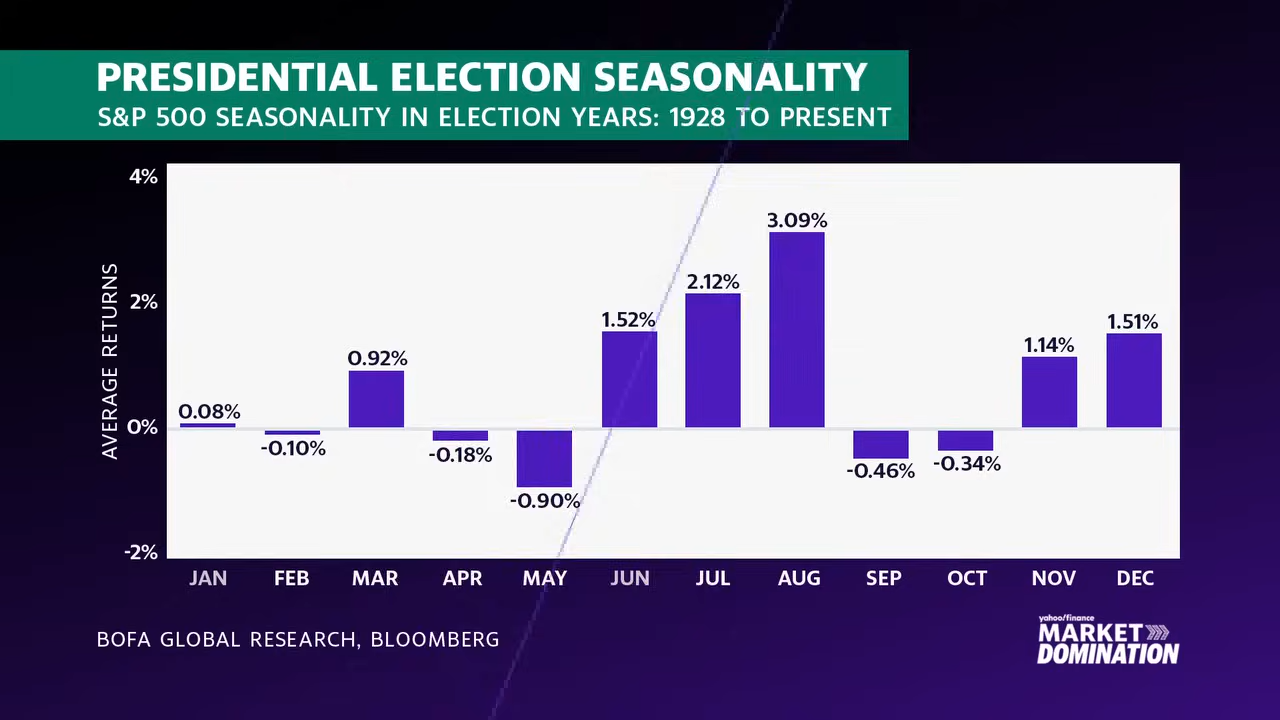 PRESIDENTIAL ELECTION SEASONALITY
S&P 500 SEASONALITY IN ELECTION YEARS: 1928 TO PRESENT
AVERAGE RETURNS
4%
2%
0%
-2%
0.08%
-0.10%
0.92%
-0.18%
-0.90%
1.52%
2.12%
3.09%
-0.46%
-0.34%
1.14%
1.51%
JAN FEB MAR APR MAY JUN JUL AUG SEP OCT NOV DEC
BOFA GLOBAL RESEARCH, BLOOMBERG
yahoo/finance
MARKET
DOMINATION